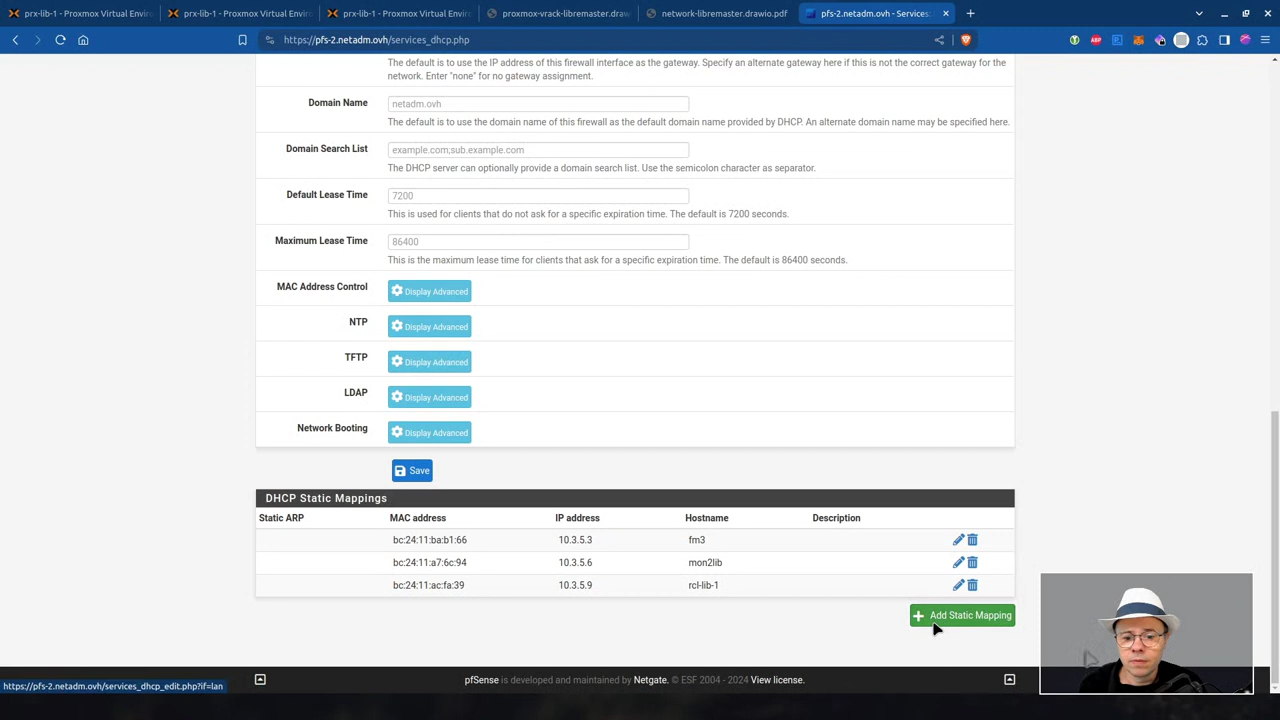 prx-lib-1 - Proxmox Virtual Enviro
prx-lib-1 - Proxmox Virtual Enviro
prx-lib-1 - Proxmox Virtual Enviro
proxmox-vrack-libremaster.draw
network-libremaster.drawio.pdf
pfs-2.netadm.ovh - Services:
https://pfs-2.netadm.ovh/services_dhcp.php
The default is to use the IP address of this firewall interface as the gateway. Specify an alternate gateway here if this is not the correct gateway for the
network. Enter "none" for no gateway assignment.
Domain Name
netadm.ovh
The default is to use the domain name of this firewall as the default domain name provided by DHCP. An alternate domain name may be specified here.
Domain Search List
example.com;sub.example.com
The DHCP server can optionally provide a domain search list. Use the semicolon character as separator.
Default Lease Time
7200
This is used for clients that do not ask for a specific expiration time. The default is 7200 seconds.
Maximum Lease Time
86400
This is the maximum lease time for clients that ask for a specific expiration time. The default is 86400 seconds.
MAC Address Control
Display Advanced
NTP
Display Advanced
TFTP
Display Advanced
LDAP
Display Advanced
Network Booting
Display Advanced
Save
DHCP Static Mappings
Static ARP MAC address IP address Hostname Description
bc:24:11:ba:b1:66 10.3.5.3 fm3
bc:24:11:a7:6c:94 10.3.5.6 mon2lib
bc:24:11:ac:fa:39 10.3.5.9 rcl-lib-1
Add Static Mapping
pfSense is developed and maintained by Netgate. © ESF 2004 - 2024 View license.
https://pfs-2.netadm.ovh/services_dhcp_edit.php?if=lan